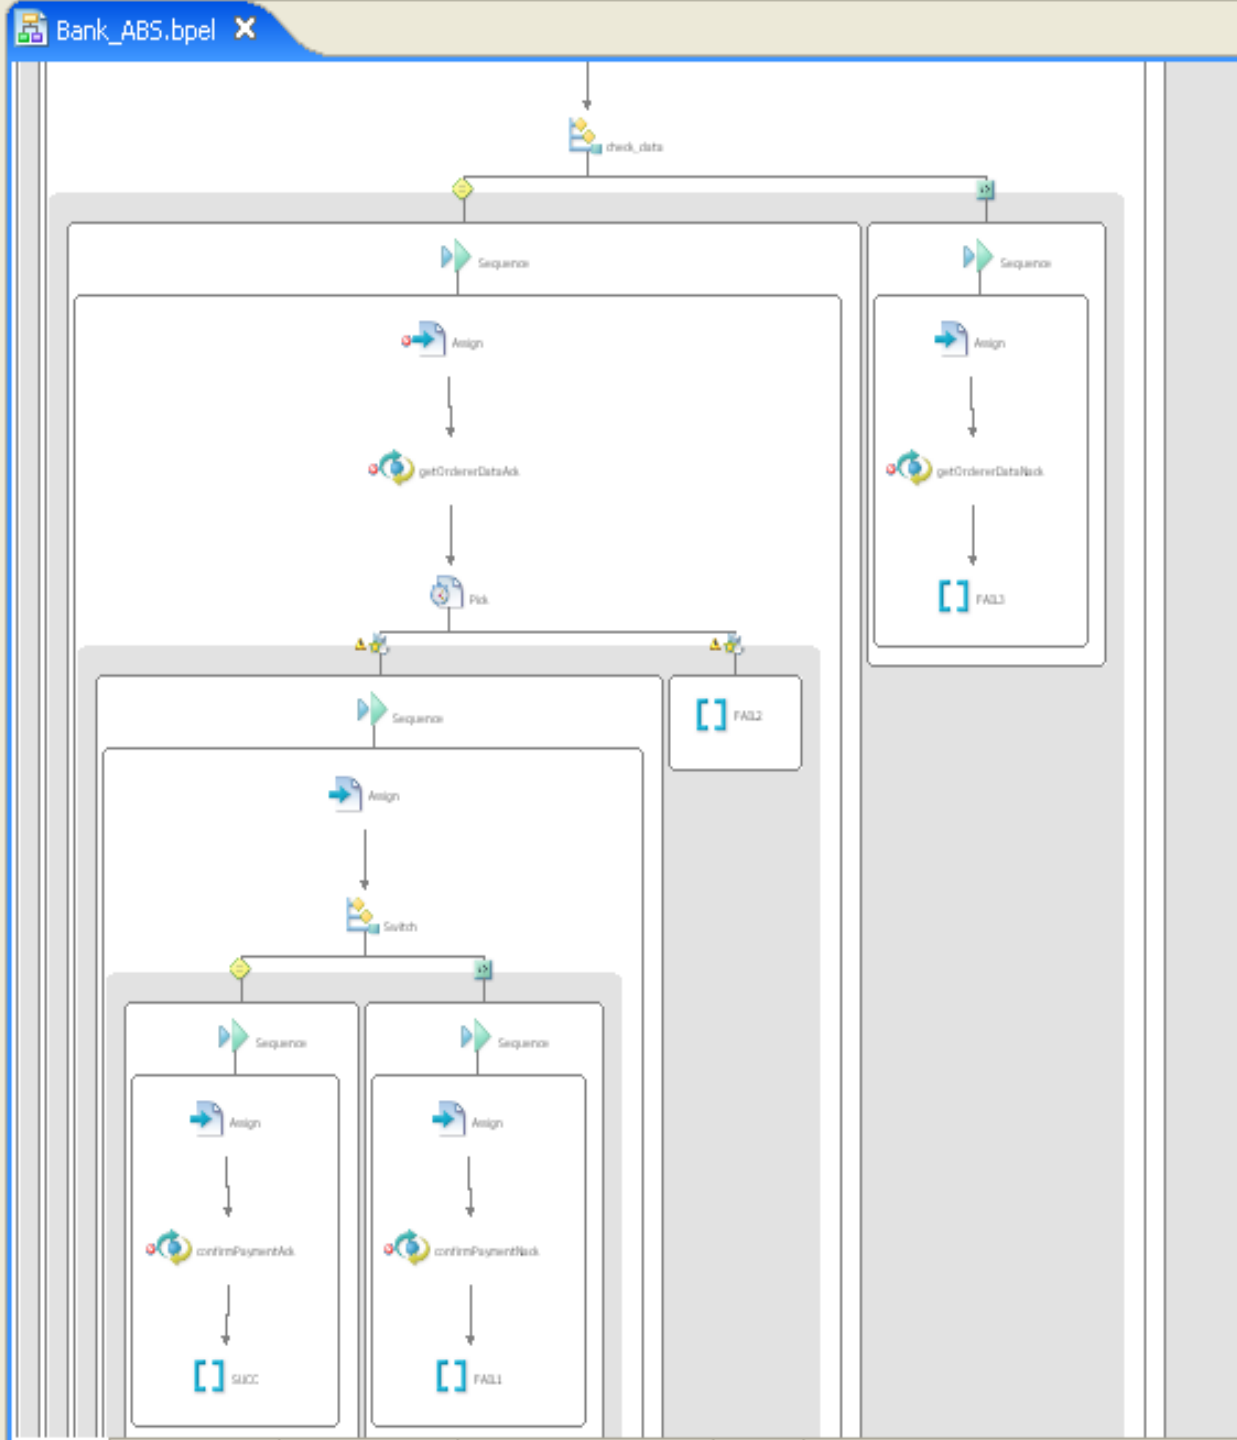 Bank_ABS.bpel
check_data
Sequence
Sequence
Assign
Assign
getOrdererDataAck
getOrdererDataNack
Pick
FAIL3
Sequence
FAIL2
Assign
Switch
Sequence
Sequence
Assign
Assign
confirmPaymentAck
confirmPaymentNack
SUCC
FAIL1